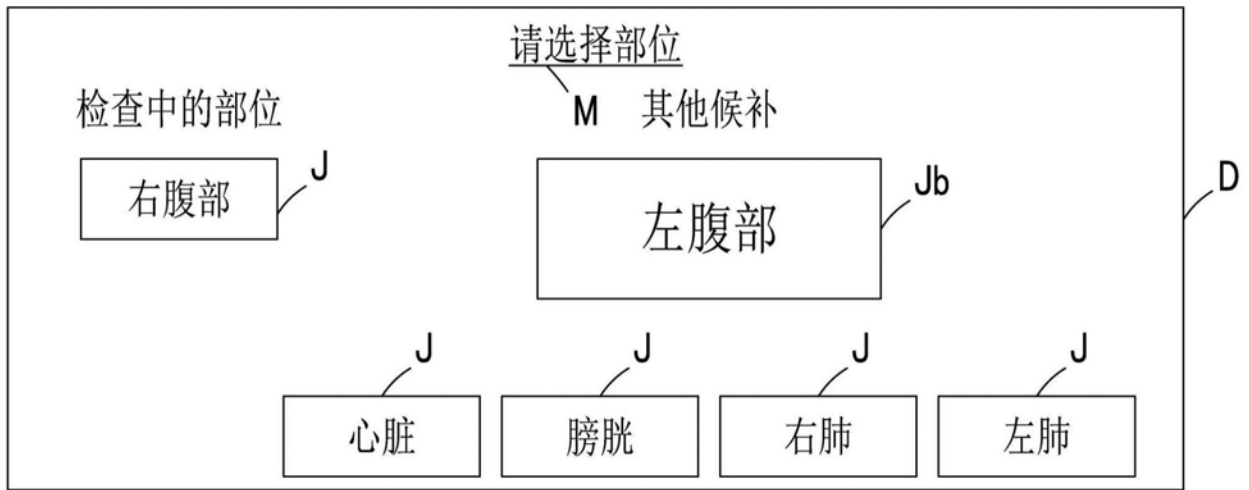 请选择部位
检查中的部位
M 其他候补
右腹部
J
左腹部
Jb
D
J J J J
心脏 膀胱 右肺 左肺